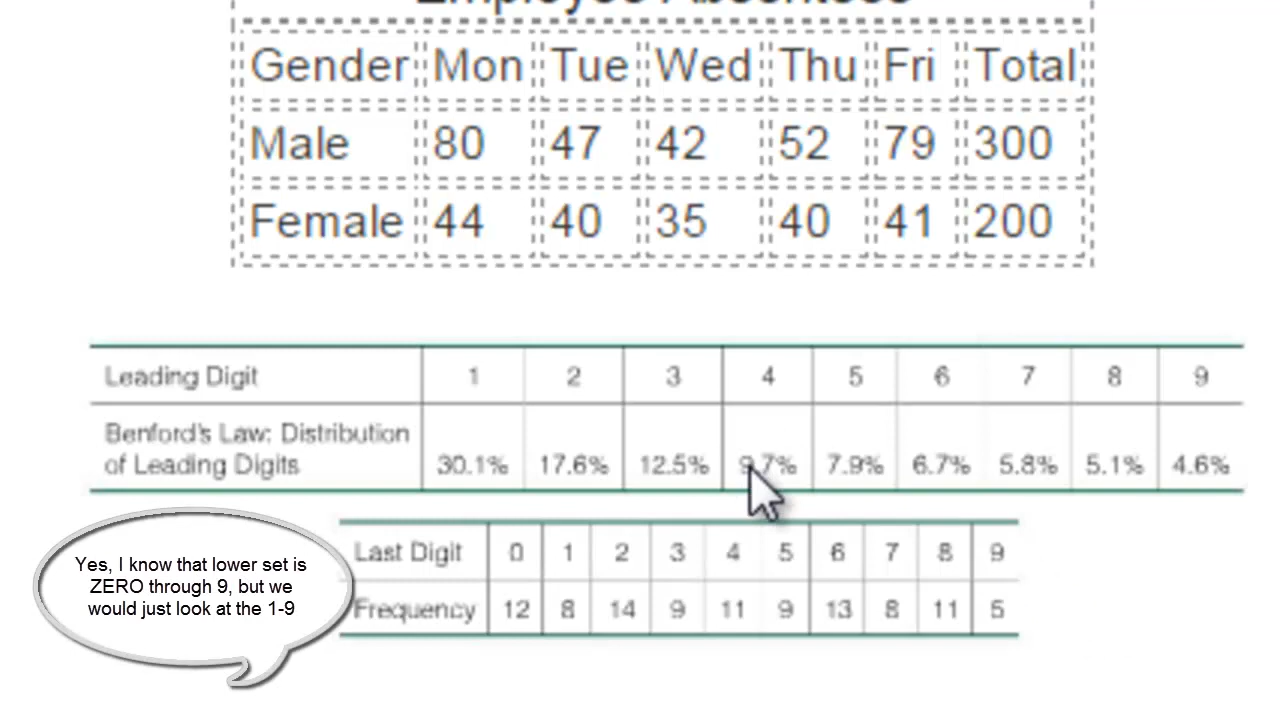 Employee Absentees
Gender Mon Tue Wed Thu Fri Total
Male 80 47 42 52 79 300
Female 44 40 35 40 41 200
Leading Digit 1 2 3 4 5 6 7 8 9
Benford's Law: Distribution
of Leading Digits 30.1% 17.6% 12.5% 9.7% 7.9% 6.7% 5.8% 5.1% 4.6%
Last Digit 0 1 2 3 4 5 6 7 8 9
Frequency 12 8 14 9 11 9 13 8 11 5
Yes, I know that lower set is
ZERO through 9, but we
would just look at the 1-9